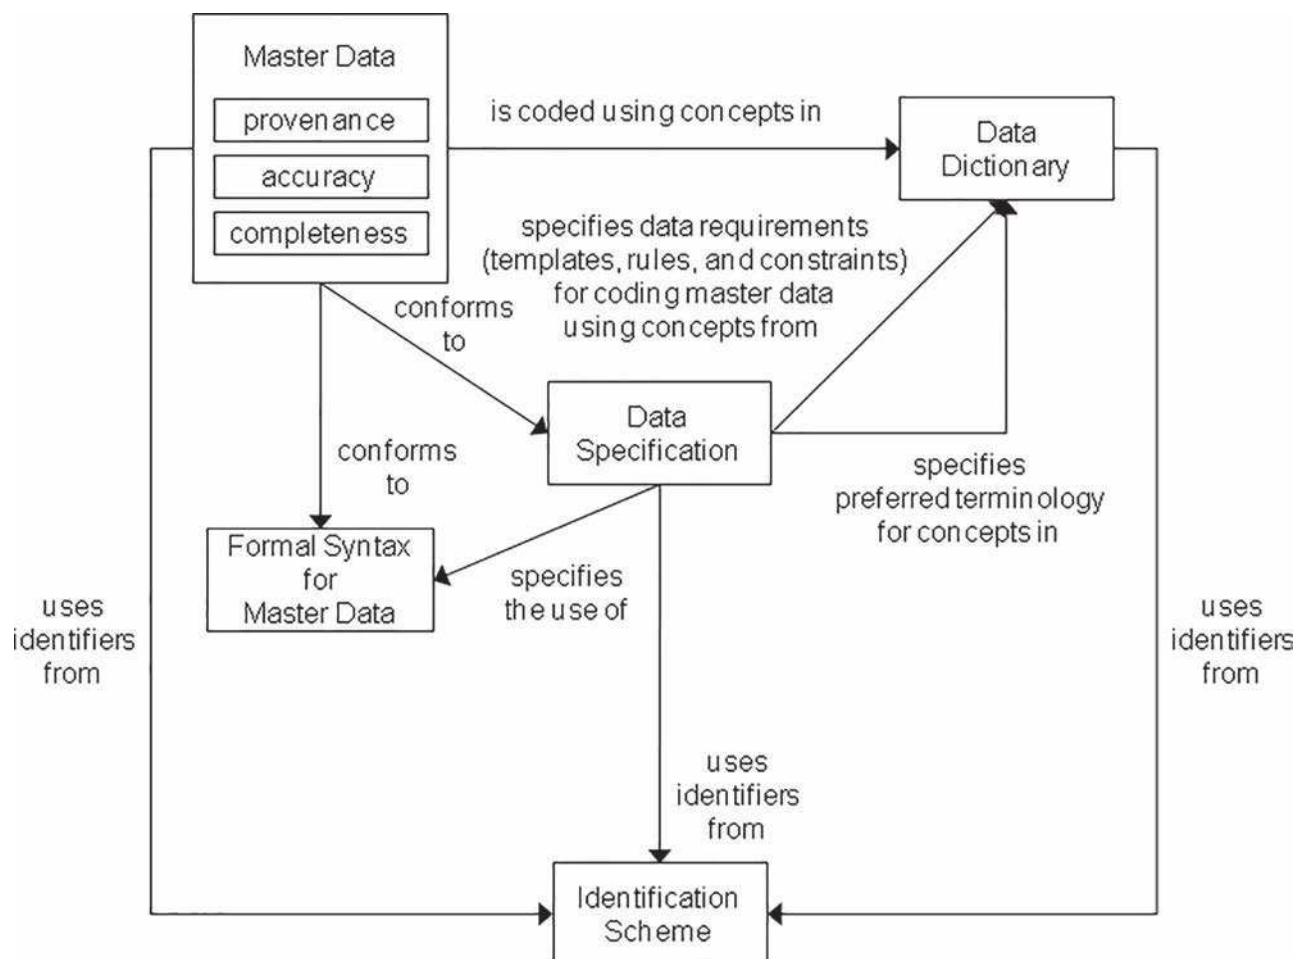 Master Data
provenance
accuracy
completeness
is coded using concepts in
Data
Dictionary
specifies data requirements
(templates, rules, and constraints)
for coding master data
using concepts from
conforms
to
Data
Specification
conforms
to
specifies
preferred terminology
for concepts in
Formal Syntax
for
Master Data
specifies
the use of
uses
identifiers
from
uses
identifiers
from
uses
identifiers
from
Identification
Scheme